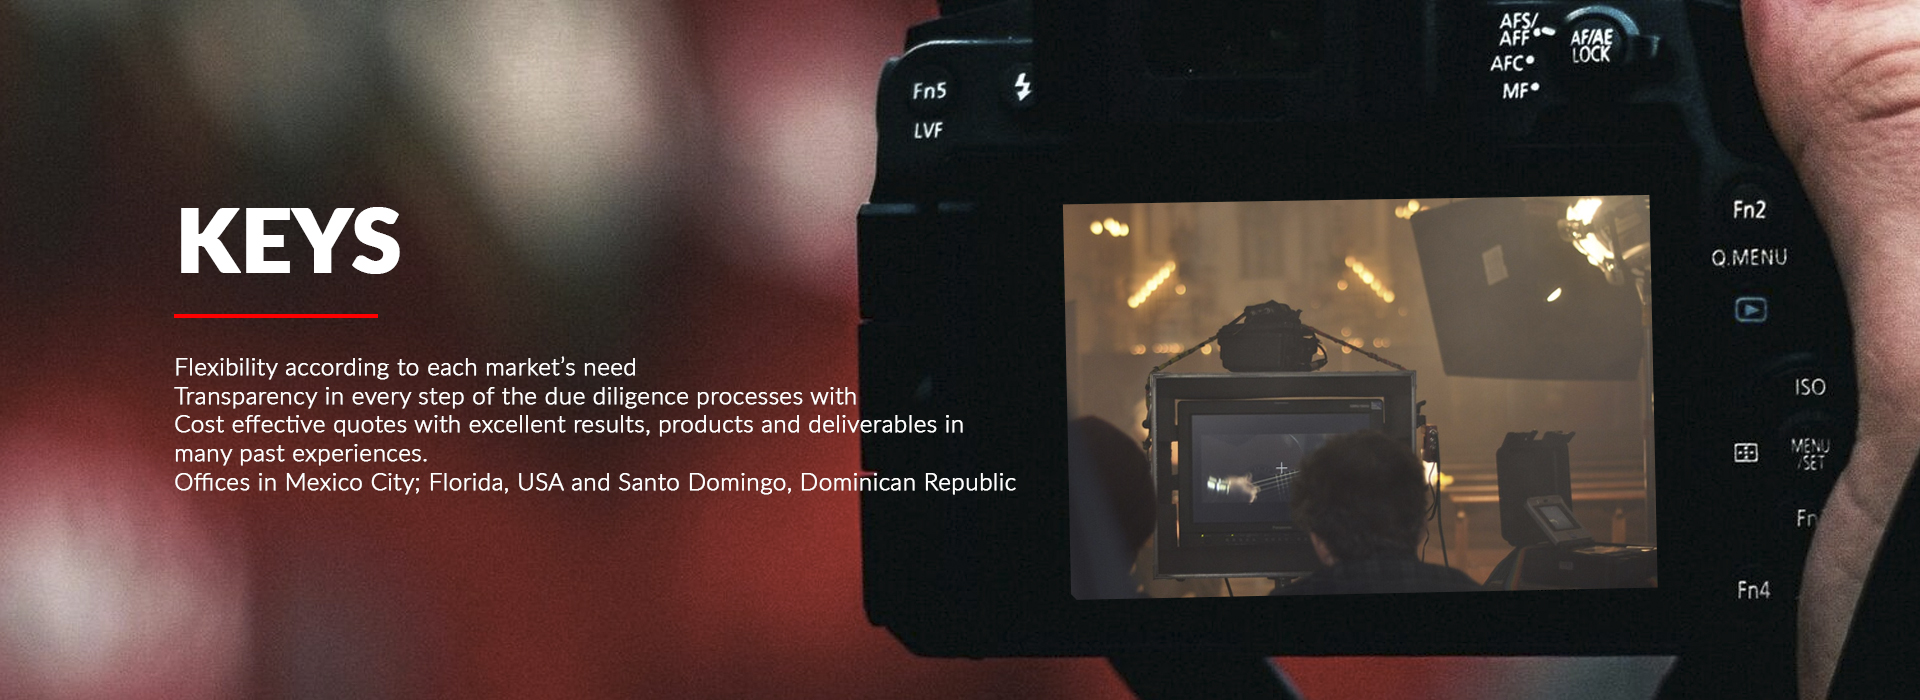 KEYS
Flexibility according to each market’s need
Transparency in every step of the due diligence processes with
Cost effective quotes with excellent results, products and deliverables in
many past experiences.
Offices in Mexico City; Florida, USA and Santo Domingo, Dominican Republic
Fn5
LVF
AFS/
AFF
AFC
MF
AF/AE
LOCK
Fn2
Q.MENU
ISO
MENU
/SET
Fn
Fn4